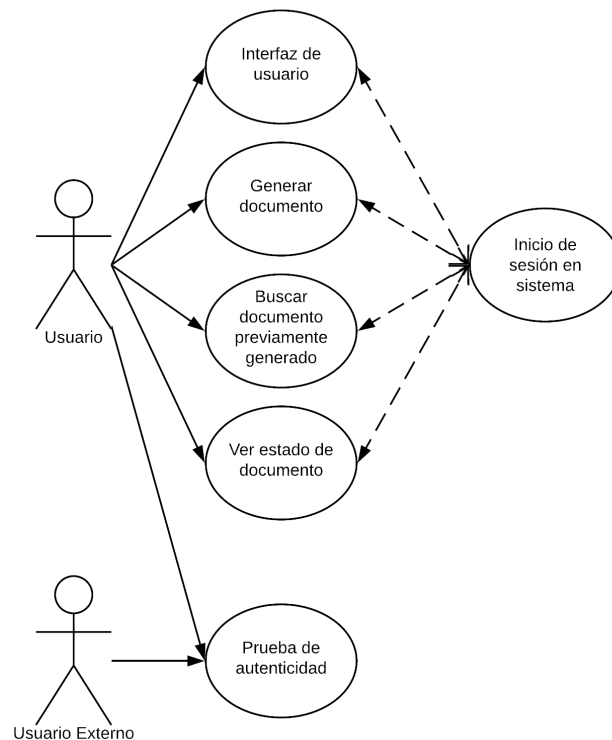 Interfaz de
usuario
Generar
documento
Inicio de
sesión en
sistema
Buscar
documento
previamente
generado
Usuario
Ver estado de
documento
Prueba de
autenticidad
Usuario Externo